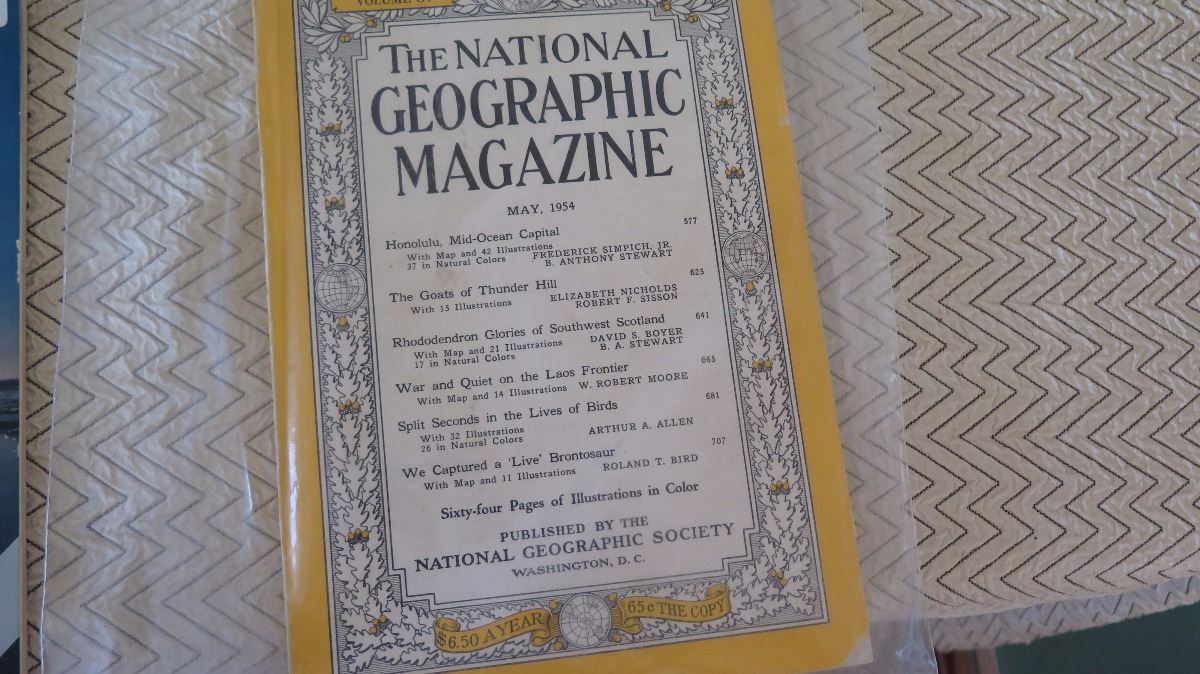 VOLUME
THE NATIONAL
GEOGRAPHIC
MAGAZINE
MAY, 1954
Honolulu, Mid-Ocean Capital 577
With Map and 42 Illustrations
37 in Natural Colors FREDERICK SIMPICH, JR.
B. ANTHONY STEWART
The Goats of Thunder Hill 625
With 15 Illustrations ELIZABETH NICHOLDS
ROBERT F. SISSON
Rhododendron Glories of Southwest Scotland 641
With Map and 21 Illustrations DAVID S. BOYER
17 in Natural Colors B. A. STEWART
War and Quiet on the Laos Frontier 665
With Map and 14 Illustrations W. ROBERT MOORE
Split Seconds in the Lives of Birds 681
With 32 Illustrations
26 in Natural Colors ARTHUR A. ALLEN
We Captured a 'Live' Brontosaur 707
With Map and 11 Illustrations ROLAND T. BIRD
Sixty-four Pages of Illustrations in Color
PUBLISHED BY THE
NATIONAL GEOGRAPHIC SOCIETY
WASHINGTON, D. C.
$6.50 A YEAR 65¢ THE COPY